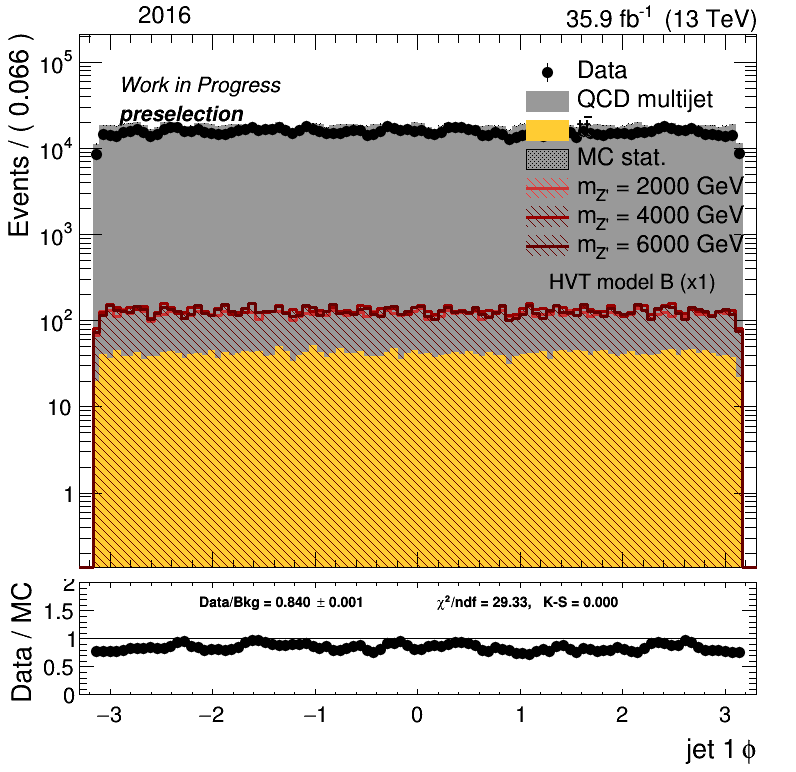 2016 35.9 fb⁻¹ (13 TeV)
Events / ( 0.066 )
10⁵
10⁴
10³
10²
10
1
Work in Progress
preselection
Data
QCD multijet
MC stat.
m_Z' = 2000 GeV
m_Z' = 4000 GeV
m_Z' = 6000 GeV
HVT model B (x1)
Data / MC
2
1.5
1
0.5
0
Data/Bkg = 0.840 ± 0.001 χ²/ndf = 29.33, K-S = 0.000
−3 −2 −1 0 1 2 3
jet 1 ϕ